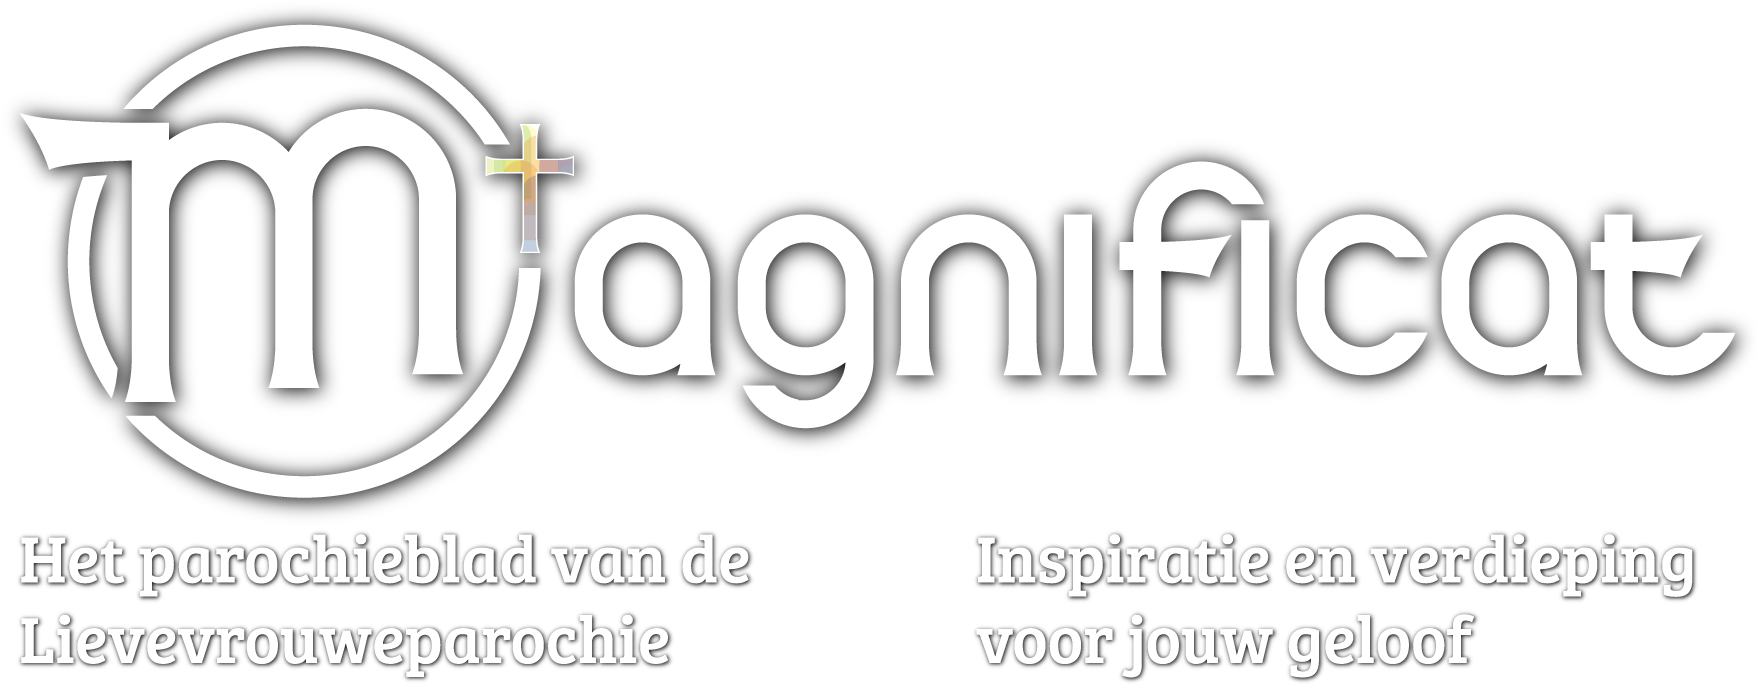 Magnificat
Het parochieblad van de
Lievevrouweparochie
Inspiratie en verdieping
voor jouw geloof